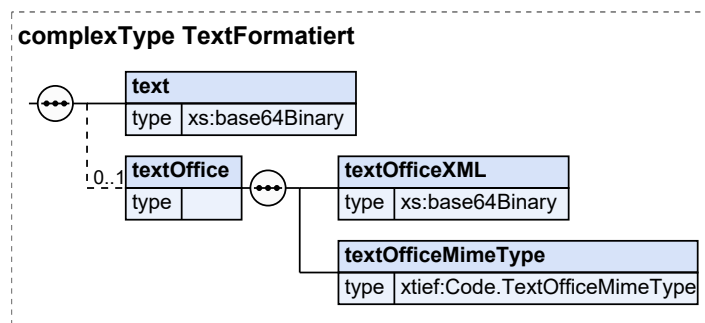 complexType TextFormatiert
text
type xs:base64Binary
0..1
textOffice
type
textOfficeXML
type xs:base64Binary
textOfficeMimeType
type xtief:Code.TextOfficeMimeType